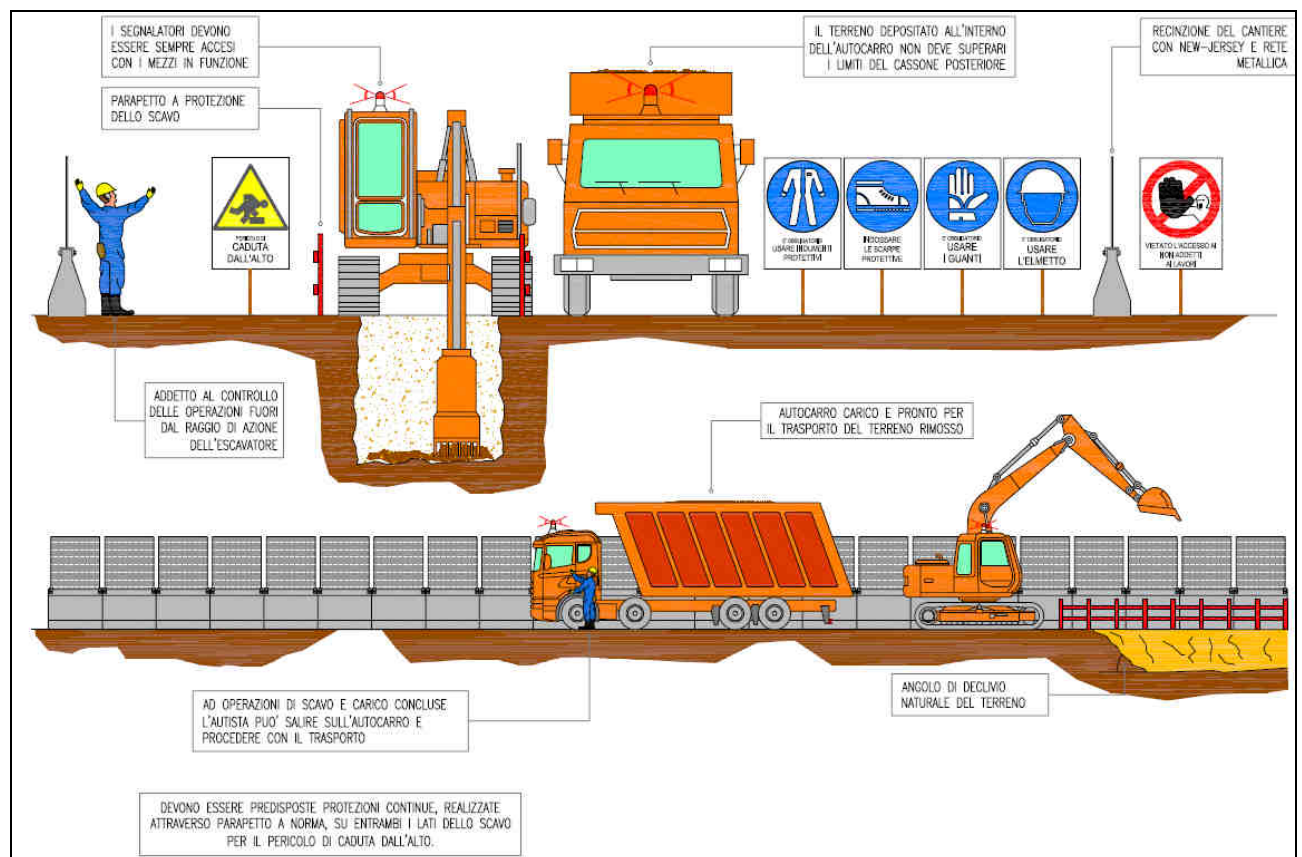 I SEGNALATORI DEVONO
ESSERE SEMPRE ACCESI
CON I MEZZI IN FUNZIONE
IL TERRENO DEPOSITATO ALL'INTERNO
DELL'AUTOCARRO NON DEVE SUPERARI
I LIMITI DEL CASSONE POSTERIORE
RECINZIONE DEL CANTIERE
CON NEW-JERSEY E RETE
METALLICA
PARAPETTO A PROTEZIONE
DELLO SCAVO
PERICOLO DI
CADUTA
DALL'ALTO
E' OBBLIGATORIO
USARE INDUMENTI
PROTETTIVI
INDOSSARE
LE SCARPE
PROTETTIVE
E' OBBLIGATORIO
USARE
I GUANTI
E' OBBLIGATORIO
USARE
L'ELMETTO
VIETATO L'ACCESSO AI
NON ADDETTI
AI LAVORI
ADDETTO AL CONTROLLO
DELLE OPERAZIONI FUORI
DAL RAGGIO DI AZIONE
DELL'ESCAVATORE
AUTOCARRO CARICO E PRONTO PER
IL TRASPORTO DEL TERRENO RIMOSSO
AD OPERAZIONI DI SCAVO E CARICO CONCLUSE
L'AUTISTA PUO' SALIRE SULL'AUTOCARRO E
PROCEDERE CON IL TRASPORTO
ANGOLO DI DECLIVIO
NATURALE DEL TERRENO
DEVONO ESSERE PREDISPOSTE PROTEZIONI CONTINUE, REALIZZATE
ATTRAVERSO PARAPETTO A NORMA, SU ENTRAMBI I LATI DELLO SCAVO
PER IL PERICOLO DI CADUTA DALL'ALTO.